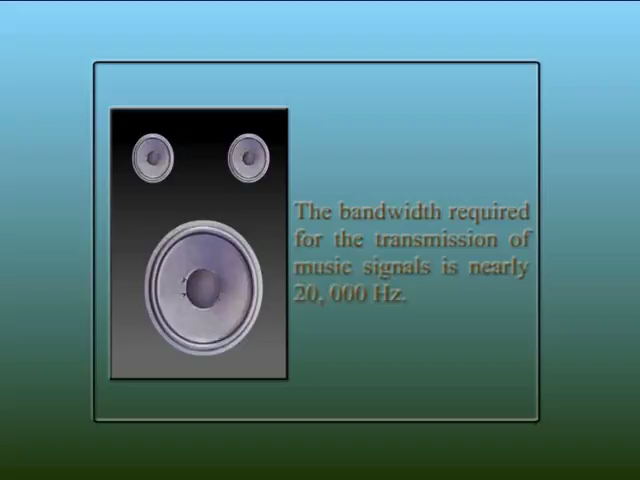 The bandwidth required
for the transmission of
music signals is nearly
20, 000 Hz.